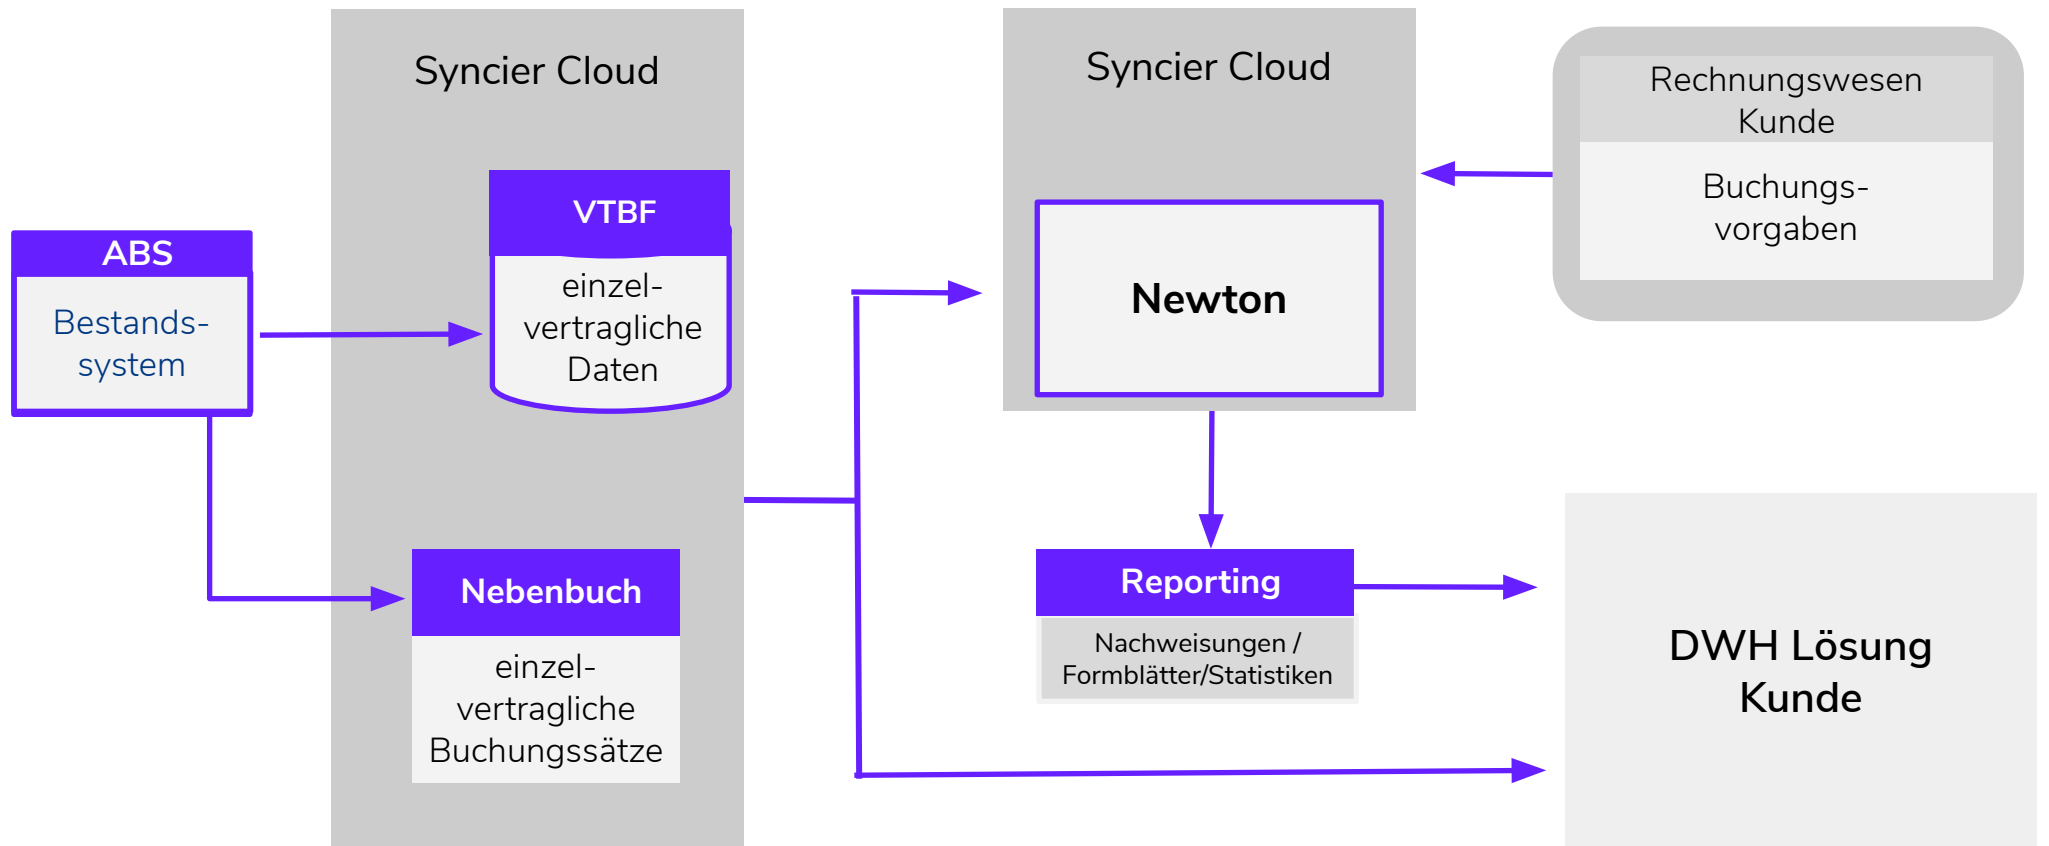 ABS
Bestands-
system
Syncier Cloud
VTBF
einzel-
vertragliche
Daten
Nebenbuch
einzel-
vertragliche
Buchungssätze
Syncier Cloud
Newton
Reporting
Nachweisungen /
Formblätter/Statistiken
Rechnungswesen
Kunde
Buchungs-
vorgaben
DWH Lösung
Kunde